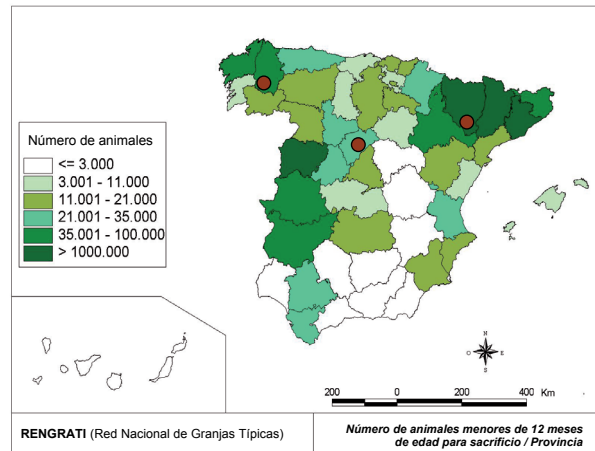 Número de animales
<= 3.000
3.001 - 11.000
11.001 - 21.000
21.001 - 35.000
35.001 - 100.000
> 1000.000
N
O E
S
200 0 200 400 Km
RENGRATI (Red Nacional de Granjas Típicas)
Número de animales menores de 12 meses
de edad para sacrificio / Provincia